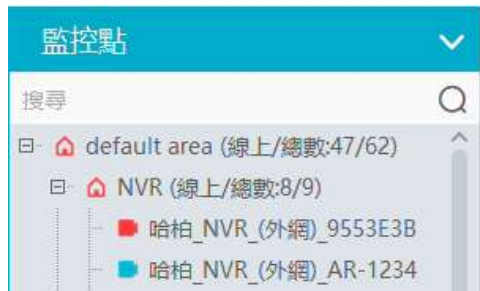 監控點
搜尋
default area (線上/總數:47/62)
NVR (線上/總數:8/9)
哈柏_NVR_(外網)_9553E3B
哈柏_NVR_(外網)_AR-1234